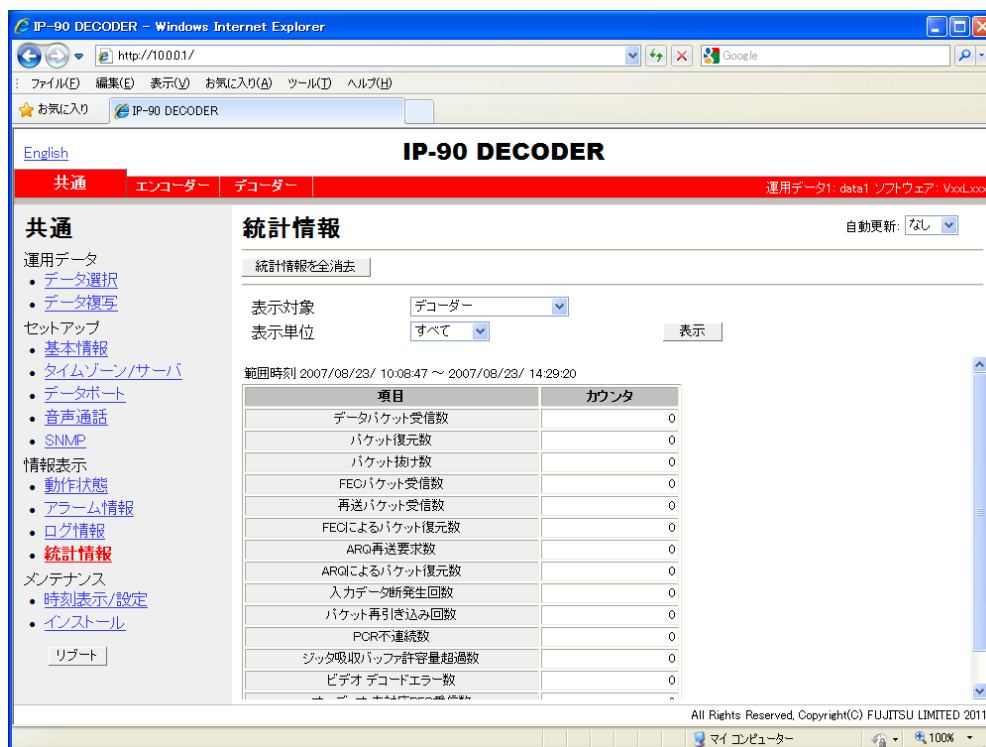 IP-90 DECODER - Windows Internet Explorer
http://10.0.0.1/
Google
ファイル(F) 編集(E) 表示(V) お気に入り(A) ツール(T) ヘルプ(H)
お気に入り IP-90 DECODER
English
IP-90 DECODER
共通 エンコーダー デコーダー 運用データ1: data1 ソフトウェア: VxxLxxx
共通
運用データ
データ選択
データ複写
セットアップ
基本情報
タイムゾーン/サーバ
データポート
音声通話
SNMP
情報表示
動作状態
アラーム情報
ログ情報
統計情報
メンテナンス
時刻表示/設定
インストール
リブート
統計情報
自動更新: なし
統計情報を全消去
表示対象 デコーダー
表示単位 すべて 表示
範囲時刻 2007/08/23/ 10:08:47 ～ 2007/08/23/ 14:29:20
項目 カウンタ
データパケット受信数 0
パケット復元数 0
パケット抜け数 0
FECパケット受信数 0
再送パケット受信数 0
FECによるパケット復元数 0
ARQ再送要求数 0
ARQによるパケット復元数 0
入力データ断発生回数 0
パケット再引き込み回数 0
PCR不連続数 0
ジッタ吸収バッファ許容量超過数 0
ビデオ デコードエラー数 0
All Rights Reserved, Copyright(C) FUJITSU LIMITED 2011
マイ コンピューター 100%